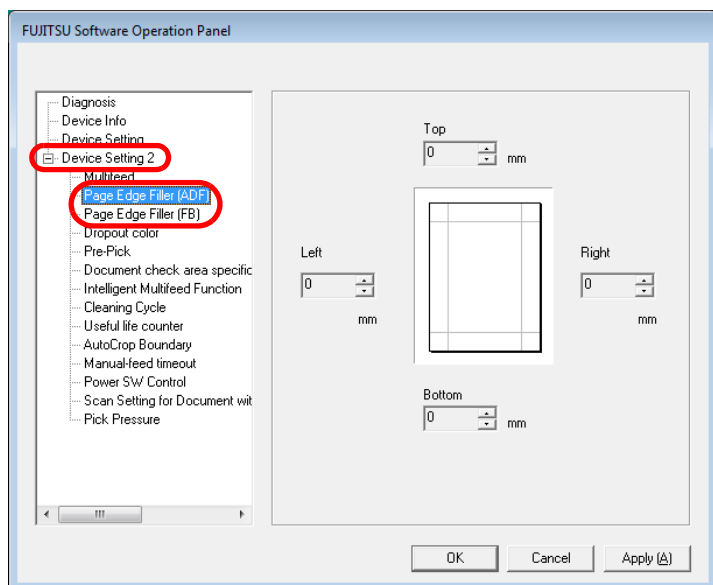 FUJITSU Software Operation Panel
Diagnosis
Device Info
Device Setting
Device Setting 2
Multifeed
Page Edge Filler (ADF)
Page Edge Filler (FB)
Dropout color
Pre-Pick
Document check area specific
Intelligent Multifeed Function
Cleaning Cycle
Useful life counter
AutoCrop Boundary
Manual-feed timeout
Power SW Control
Scan Setting for Document wit
Pick Pressure
Top
0 mm
Left
0
mm
Right
0
mm
Bottom
0 mm
OK Cancel Apply (A)